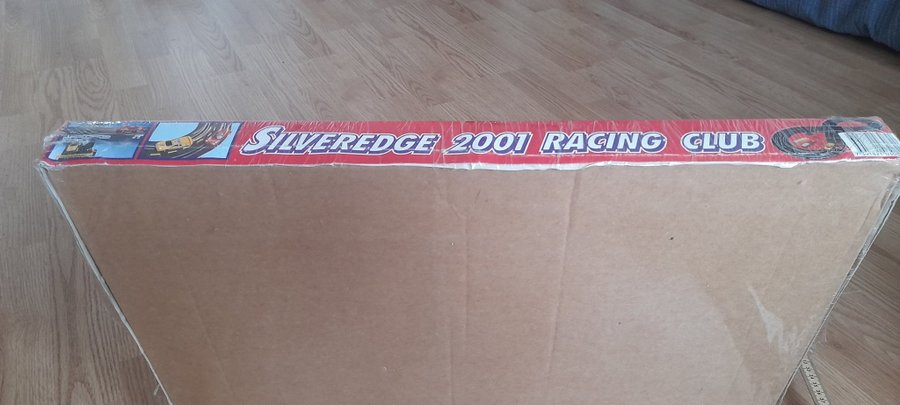 SILVEREDGE 2001 RACING CLUB